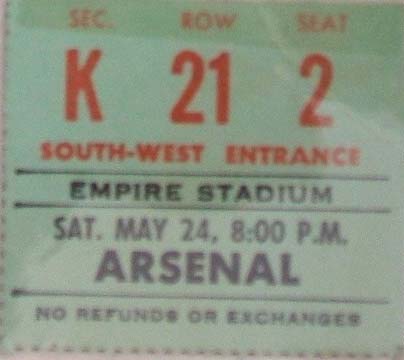 SEC. ROW SEAT
K 21 2
SOUTH-WEST ENTRANCE
EMPIRE STADIUM
SAT. MAY 24, 8:00 P.M.
ARSENAL
NO REFUNDS OR EXCHANGES